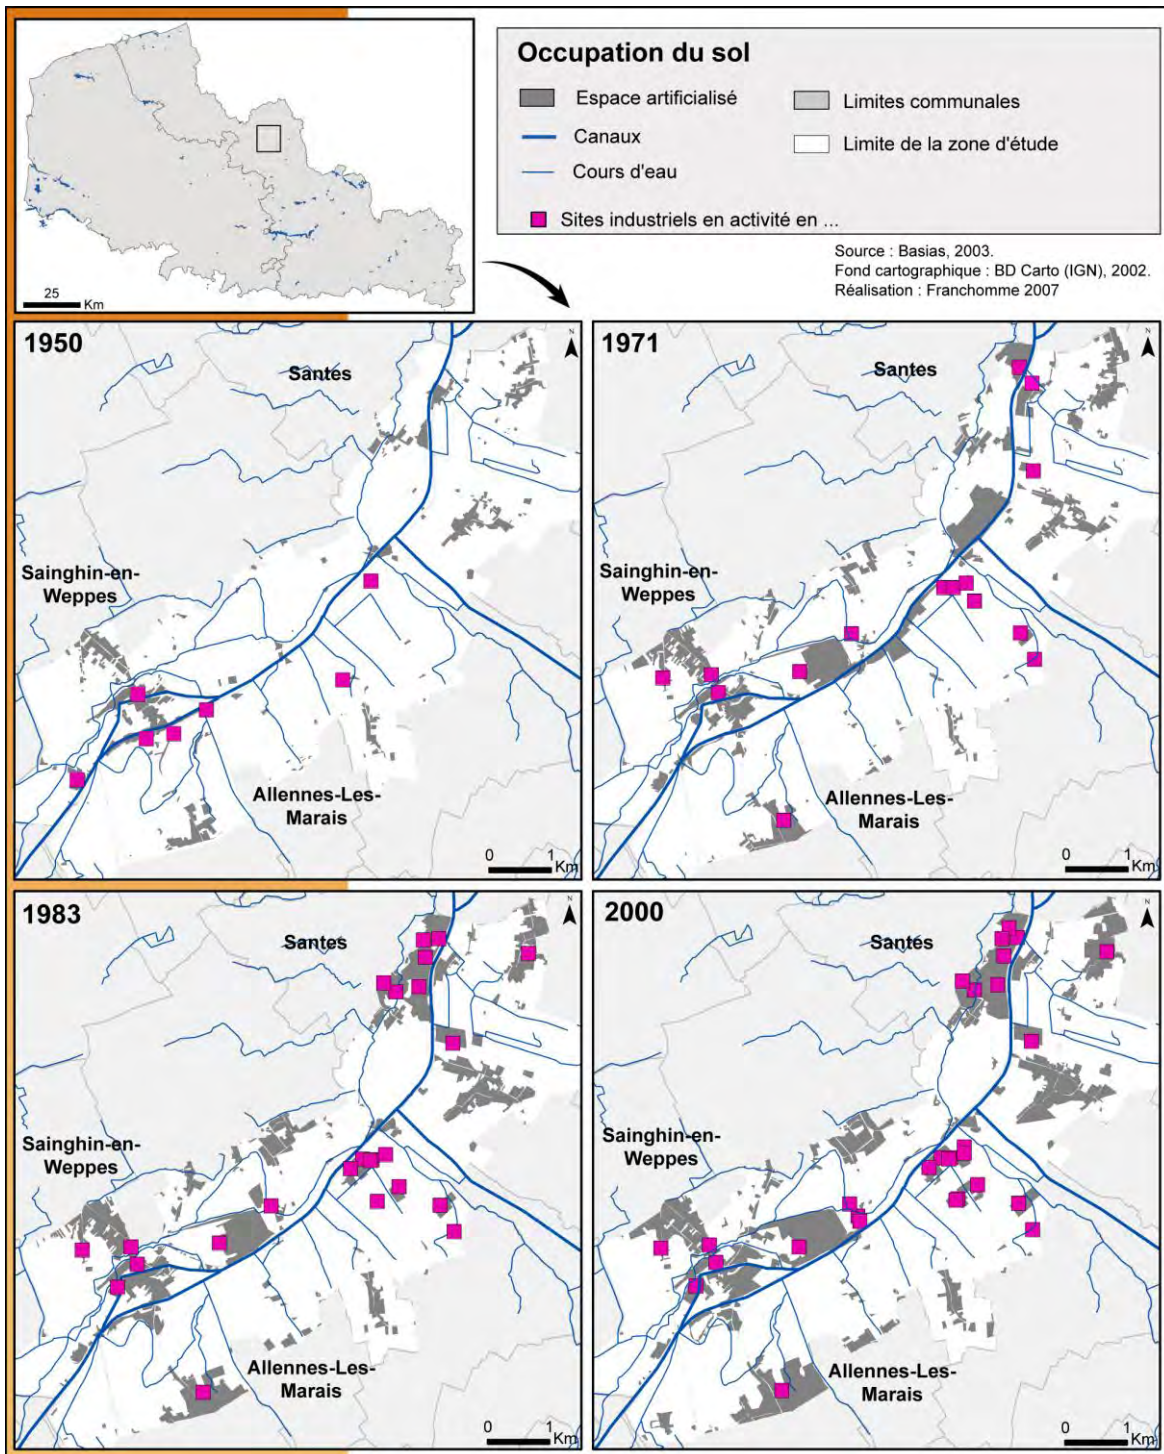 Occupation du sol
Espace artificialisé
Limites communales
Canaux
Limite de la zone d'étude
Cours d'eau
Sites industriels en activité en ...
25
Km
Source : Basias, 2003.
Fond cartographique : BD Carto (IGN), 2002.
Réalisation : Franchomme 2007
1950
N
Santes
Sainghin-en-
Weppes
Allennes-Les-
Marais
0 1
Km
1971
N
Santes
Sainghin-en-
Weppes
Allennes-Les-
Marais
0 1
Km
1983
N
Santes
Sainghin-en-
Weppes
Allennes-Les-
Marais
0 1
Km
2000
N
Santes
Sainghin-en-
Weppes
Allennes-Les-
Marais
0 1
Km